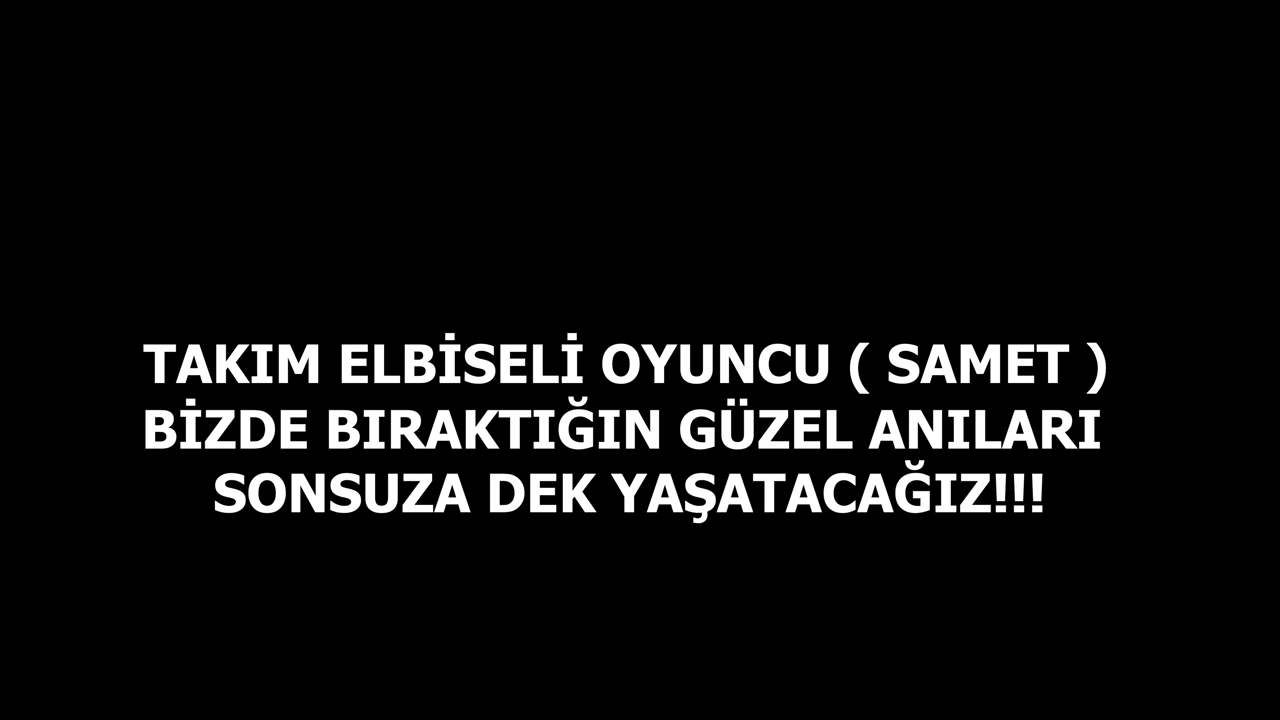 TAKIM ELBİSELİ OYUNCU ( SAMET )
BİZDE BIRAKTIĞIN GÜZEL ANILARI
SONSUZA DEK YAŞATACAĞIZ!!!